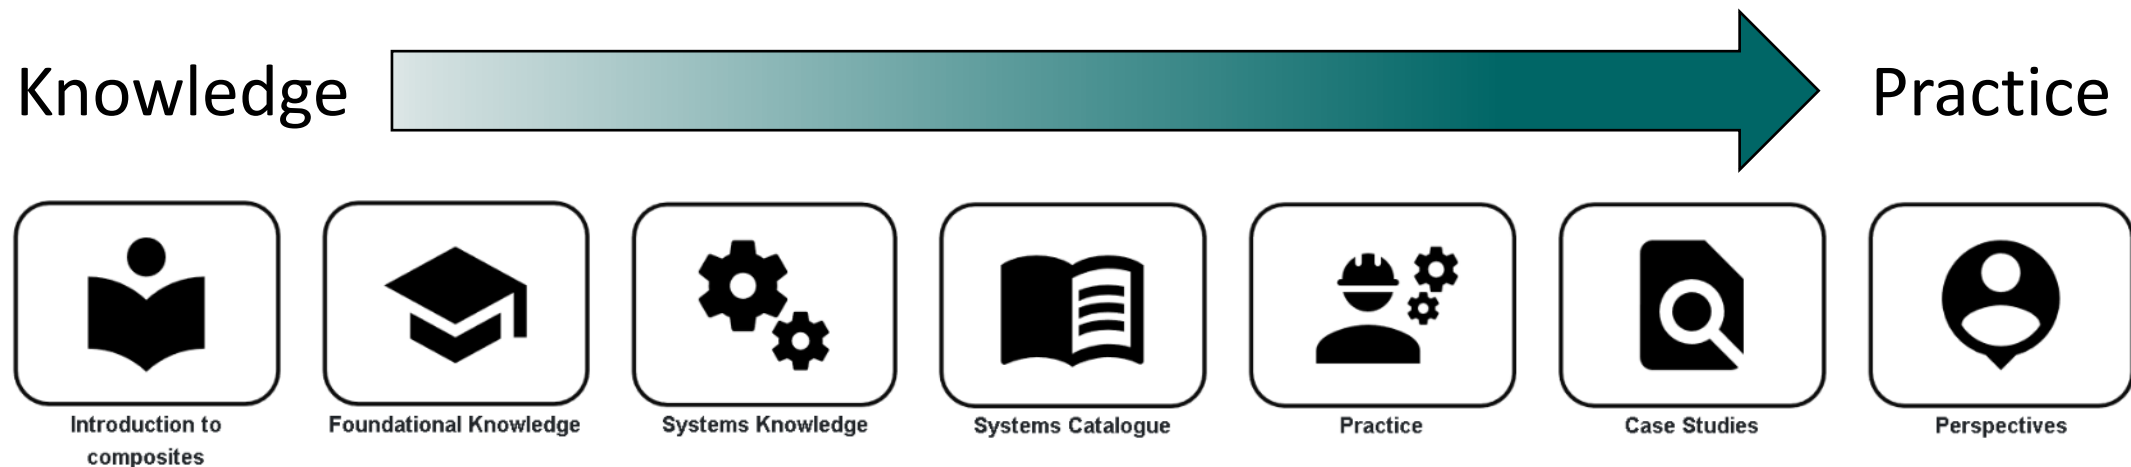 Knowledge
Practice
Introduction to
composites
Foundational Knowledge
Systems Knowledge
Systems Catalogue
Practice
Case Studies
Perspectives